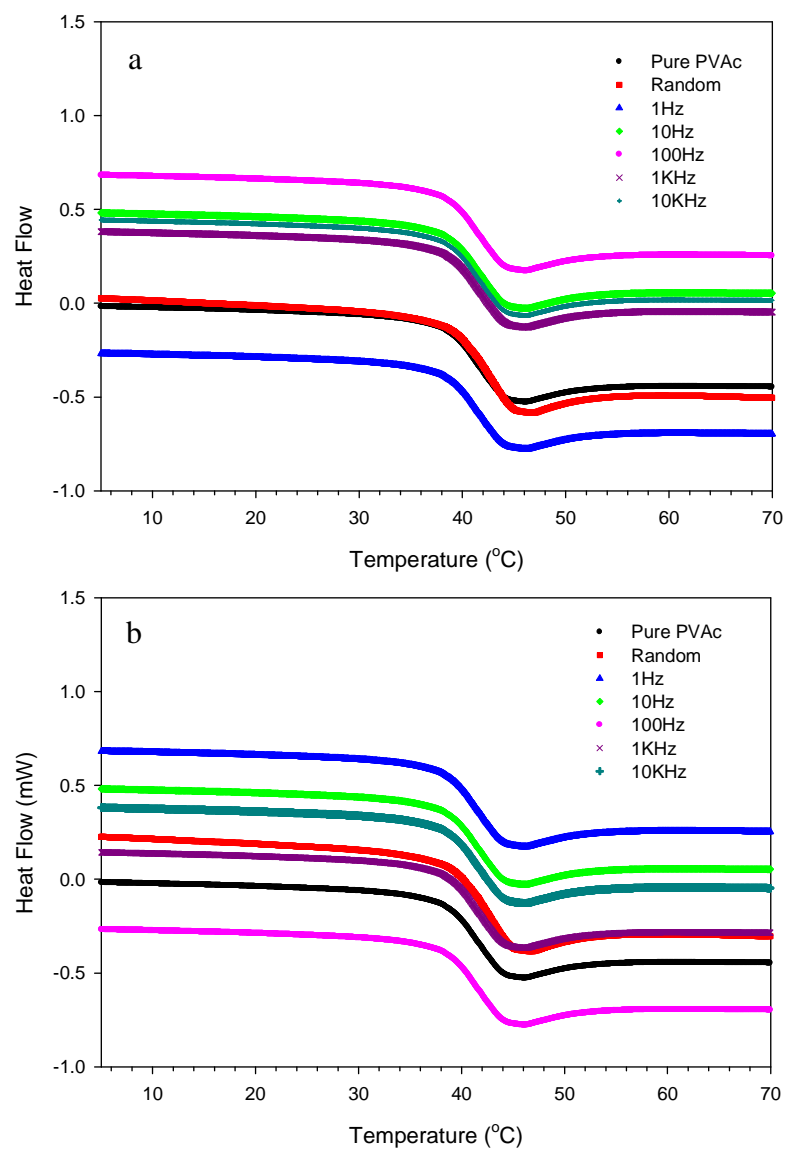 a
1.5
1.0
0.5
0.0
-0.5
-1.0
Heat Flow
Pure PVAc
Random
1Hz
10Hz
100Hz
1KHz
10KHz
10 20 30 40 50 60 70
Temperature (°C)
b
1.5
1.0
0.5
0.0
-0.5
-1.0
Heat Flow (mW)
Pure PVAc
Random
1Hz
10Hz
100Hz
1KHz
10KHz
10 20 30 40 50 60 70
Temperature (°C)